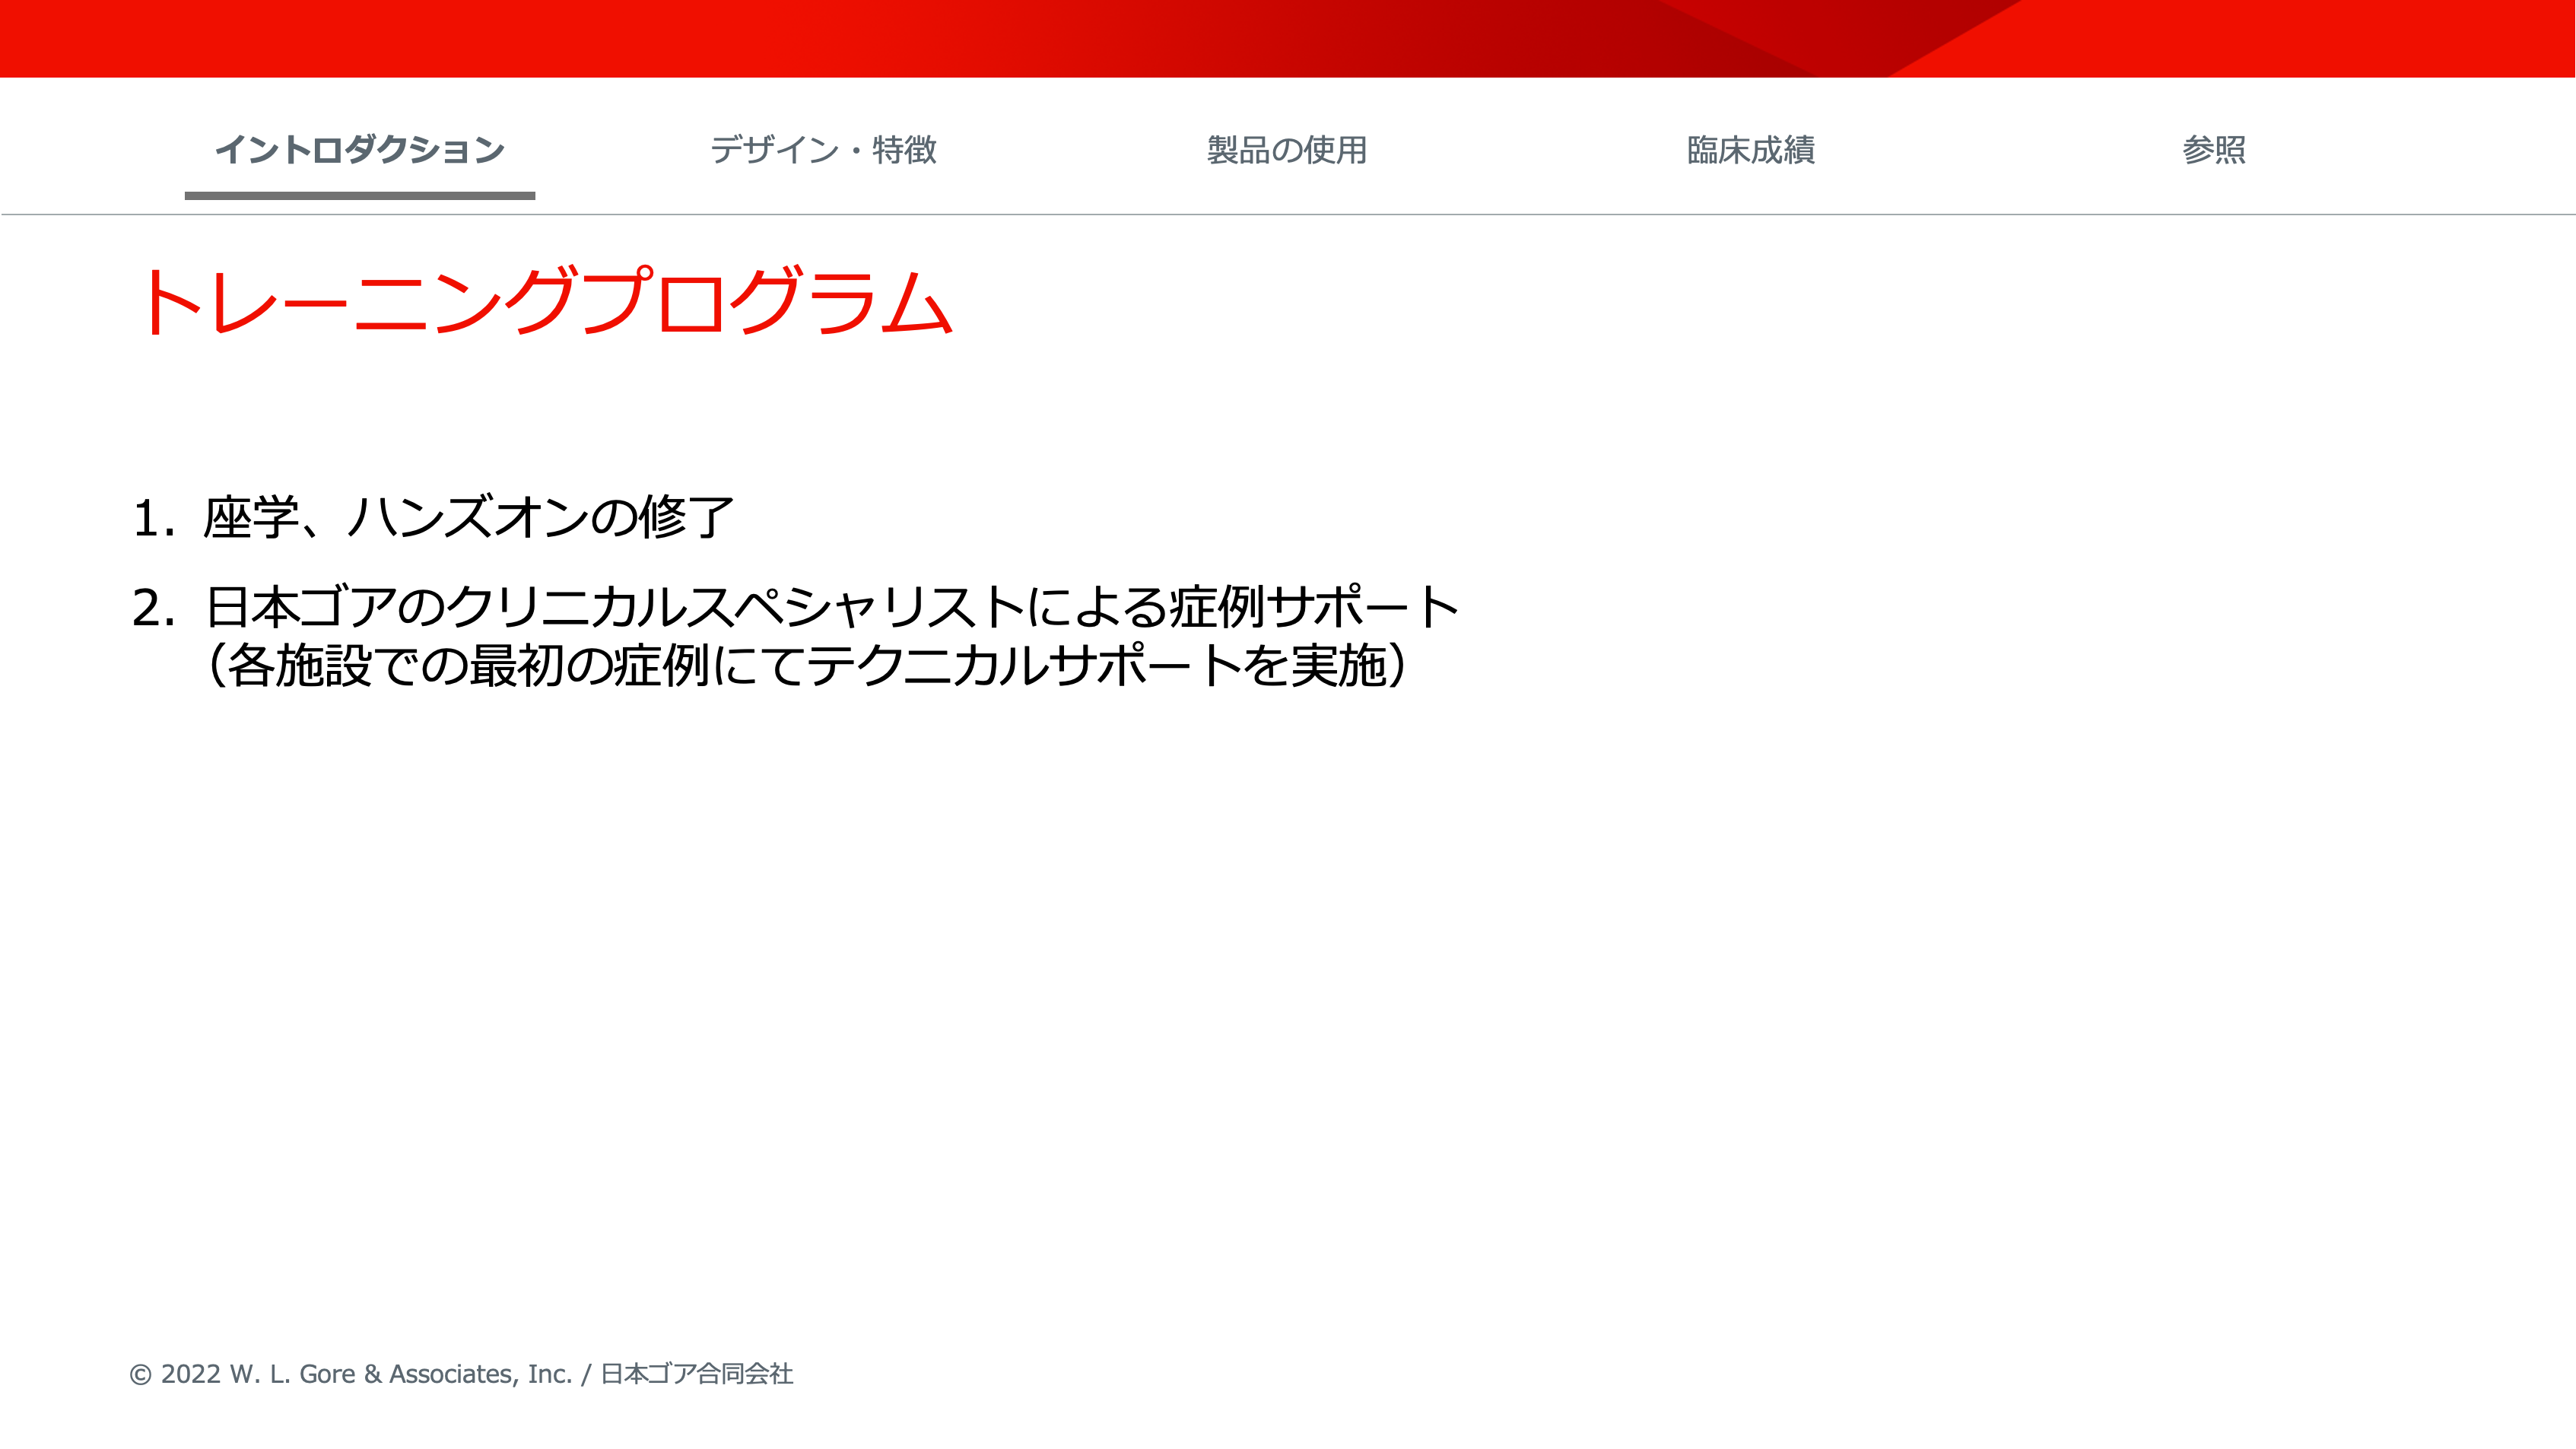 イントロダクション デザイン・特徴 製品の使用 臨床成績 参照
トレーニングプログラム
1. 座学、ハンズオンの修了
2. 日本ゴアのクリニカルスペシャリストによる症例サポート
（各施設での最初の症例にてテクニカルサポートを実施）
© 2022 W. L. Gore & Associates, Inc. / 日本ゴア合同会社